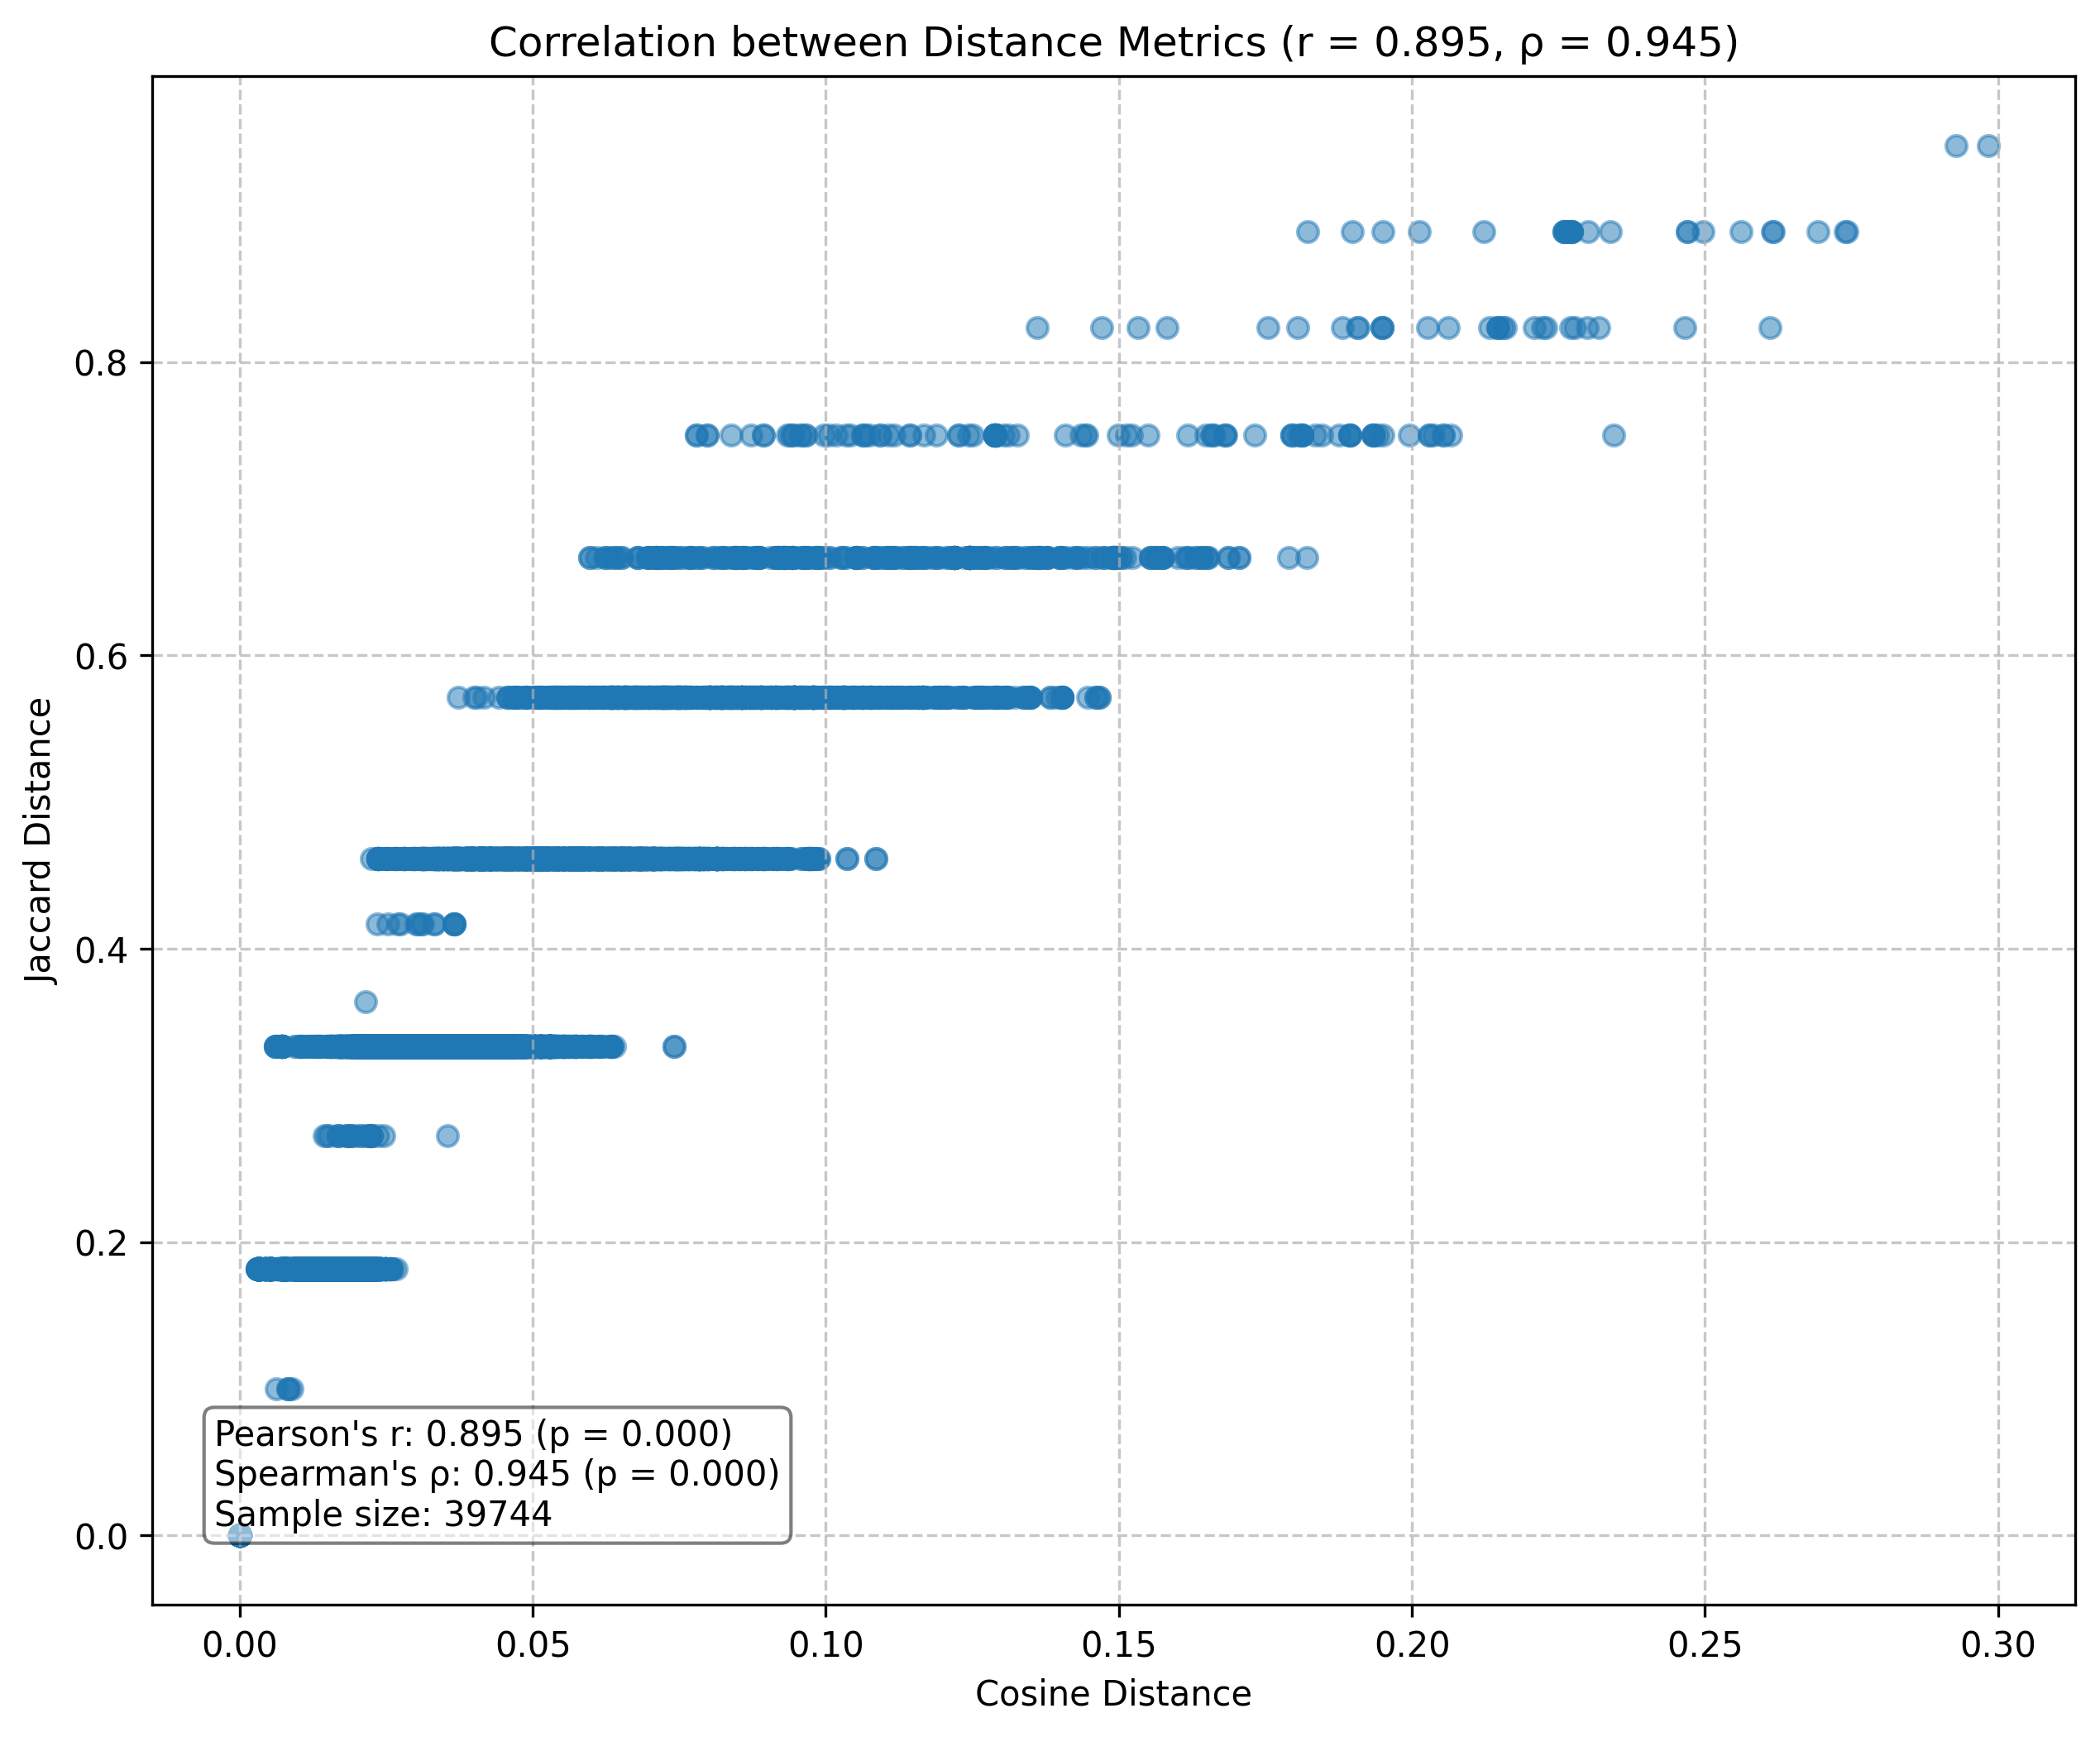 Correlation between Distance Metrics (r = 0.895, ρ = 0.945)
Jaccard Distance
0.8
0.6
0.4
0.2
0.0
Pearson's r: 0.895 (p = 0.000)
Spearman's ρ: 0.945 (p = 0.000)
Sample size: 39744
0.00 0.05 0.10 0.15 0.20 0.25 0.30
Cosine Distance